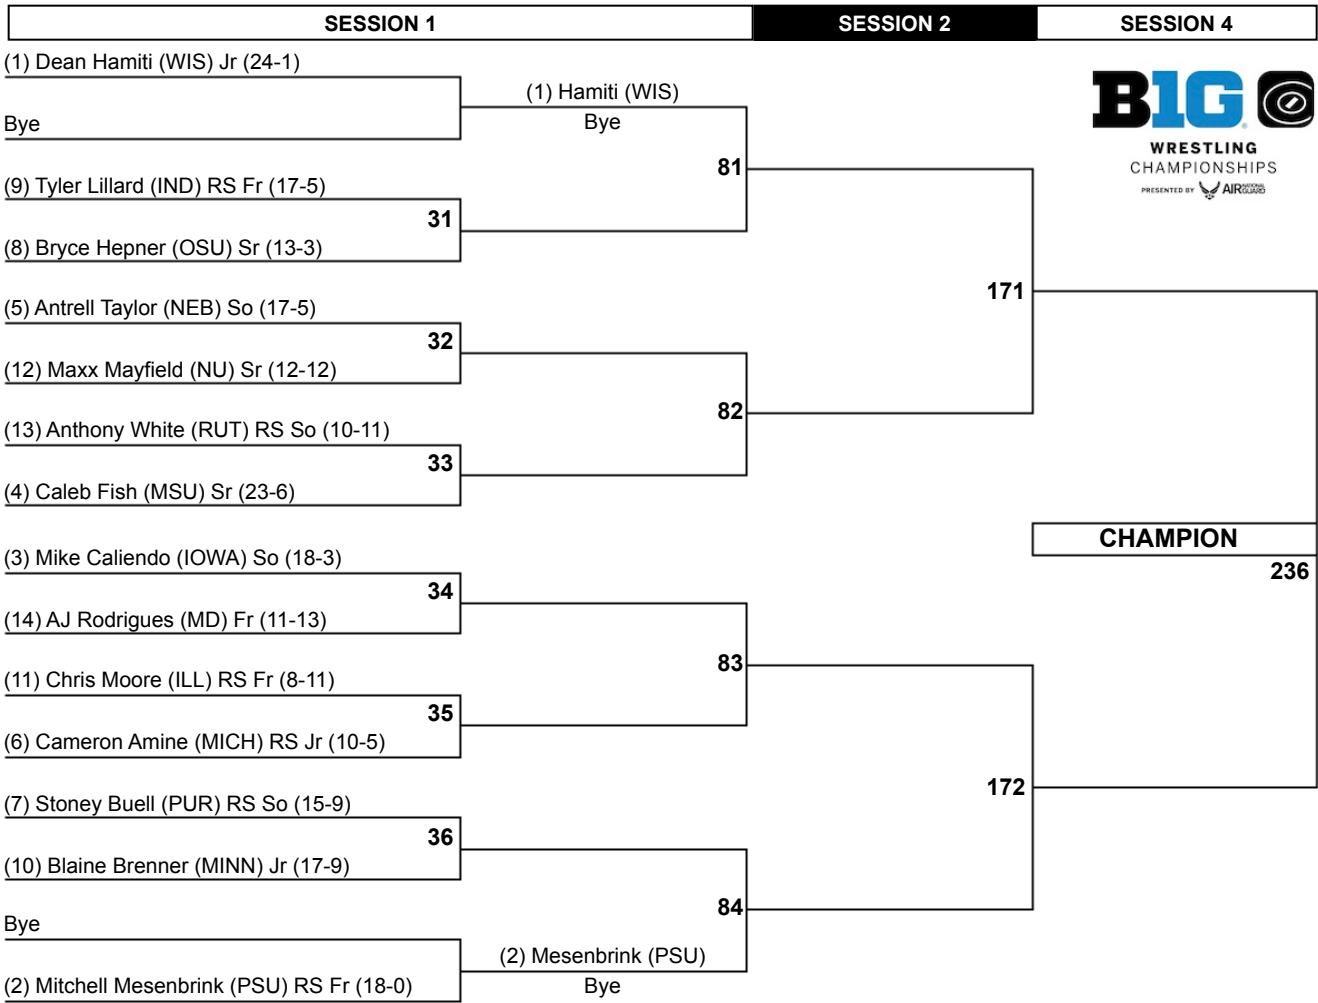 SESSION 1
SESSION 2
SESSION 4
(1) Dean Hamiti (WIS) Jr (24-1)
Bye
(1) Hamiti (WIS)
Bye
(9) Tyler Lillard (IND) RS Fr (17-5)
31
(8) Bryce Hepner (OSU) Sr (13-3)
81
(5) Antrell Taylor (NEB) So (17-5)
32
(12) Maxx Mayfield (NU) Sr (12-12)
(13) Anthony White (RUT) RS So (10-11)
33
(4) Caleb Fish (MSU) Sr (23-6)
82
171
(3) Mike Caliendo (IOWA) So (18-3)
34
(14) AJ Rodrigues (MD) Fr (11-13)
(11) Chris Moore (ILL) RS Fr (8-11)
35
(6) Cameron Amine (MICH) RS Jr (10-5)
83
(7) Stoney Buell (PUR) RS So (15-9)
36
(10) Blaine Brenner (MINN) Jr (17-9)
Bye
(2) Mitchell Mesenbrink (PSU) RS Fr (18-0)
84
(2) Mesenbrink (PSU)
Bye
172
CHAMPION
236
B1G
WRESTLING
CHAMPIONSHIPS
PRESENTED BY AIR NATIONAL GUARD